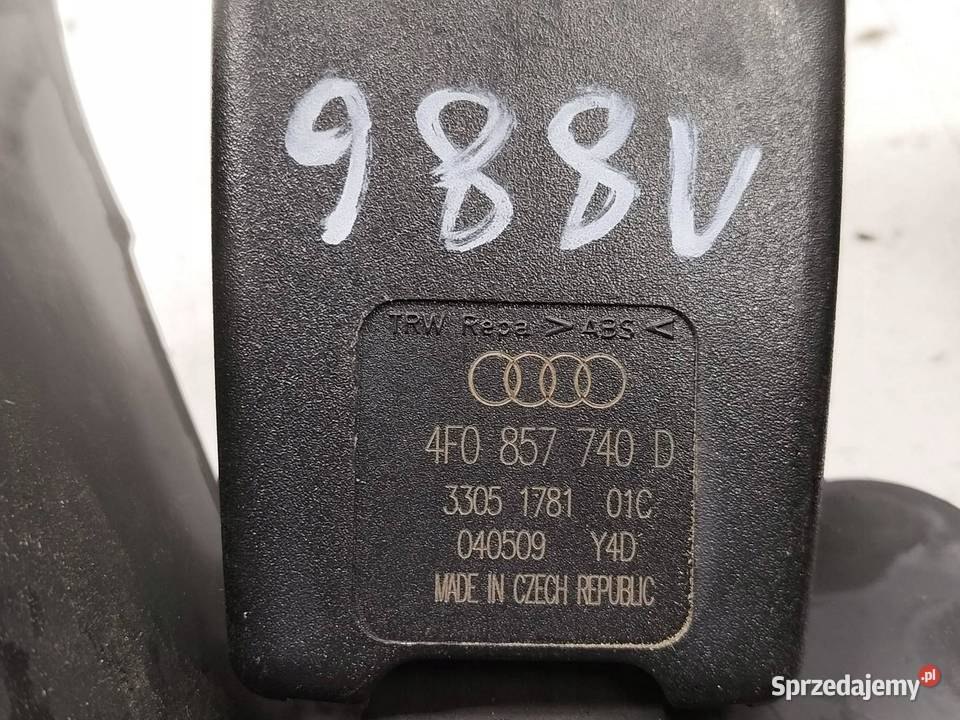 988V
TRW Repa >ABS<
4F0 857 740 D
3305 1781 01C
040509 Y4D
MADE IN CZECH REPUBLIC
Sprzedajemy.pl